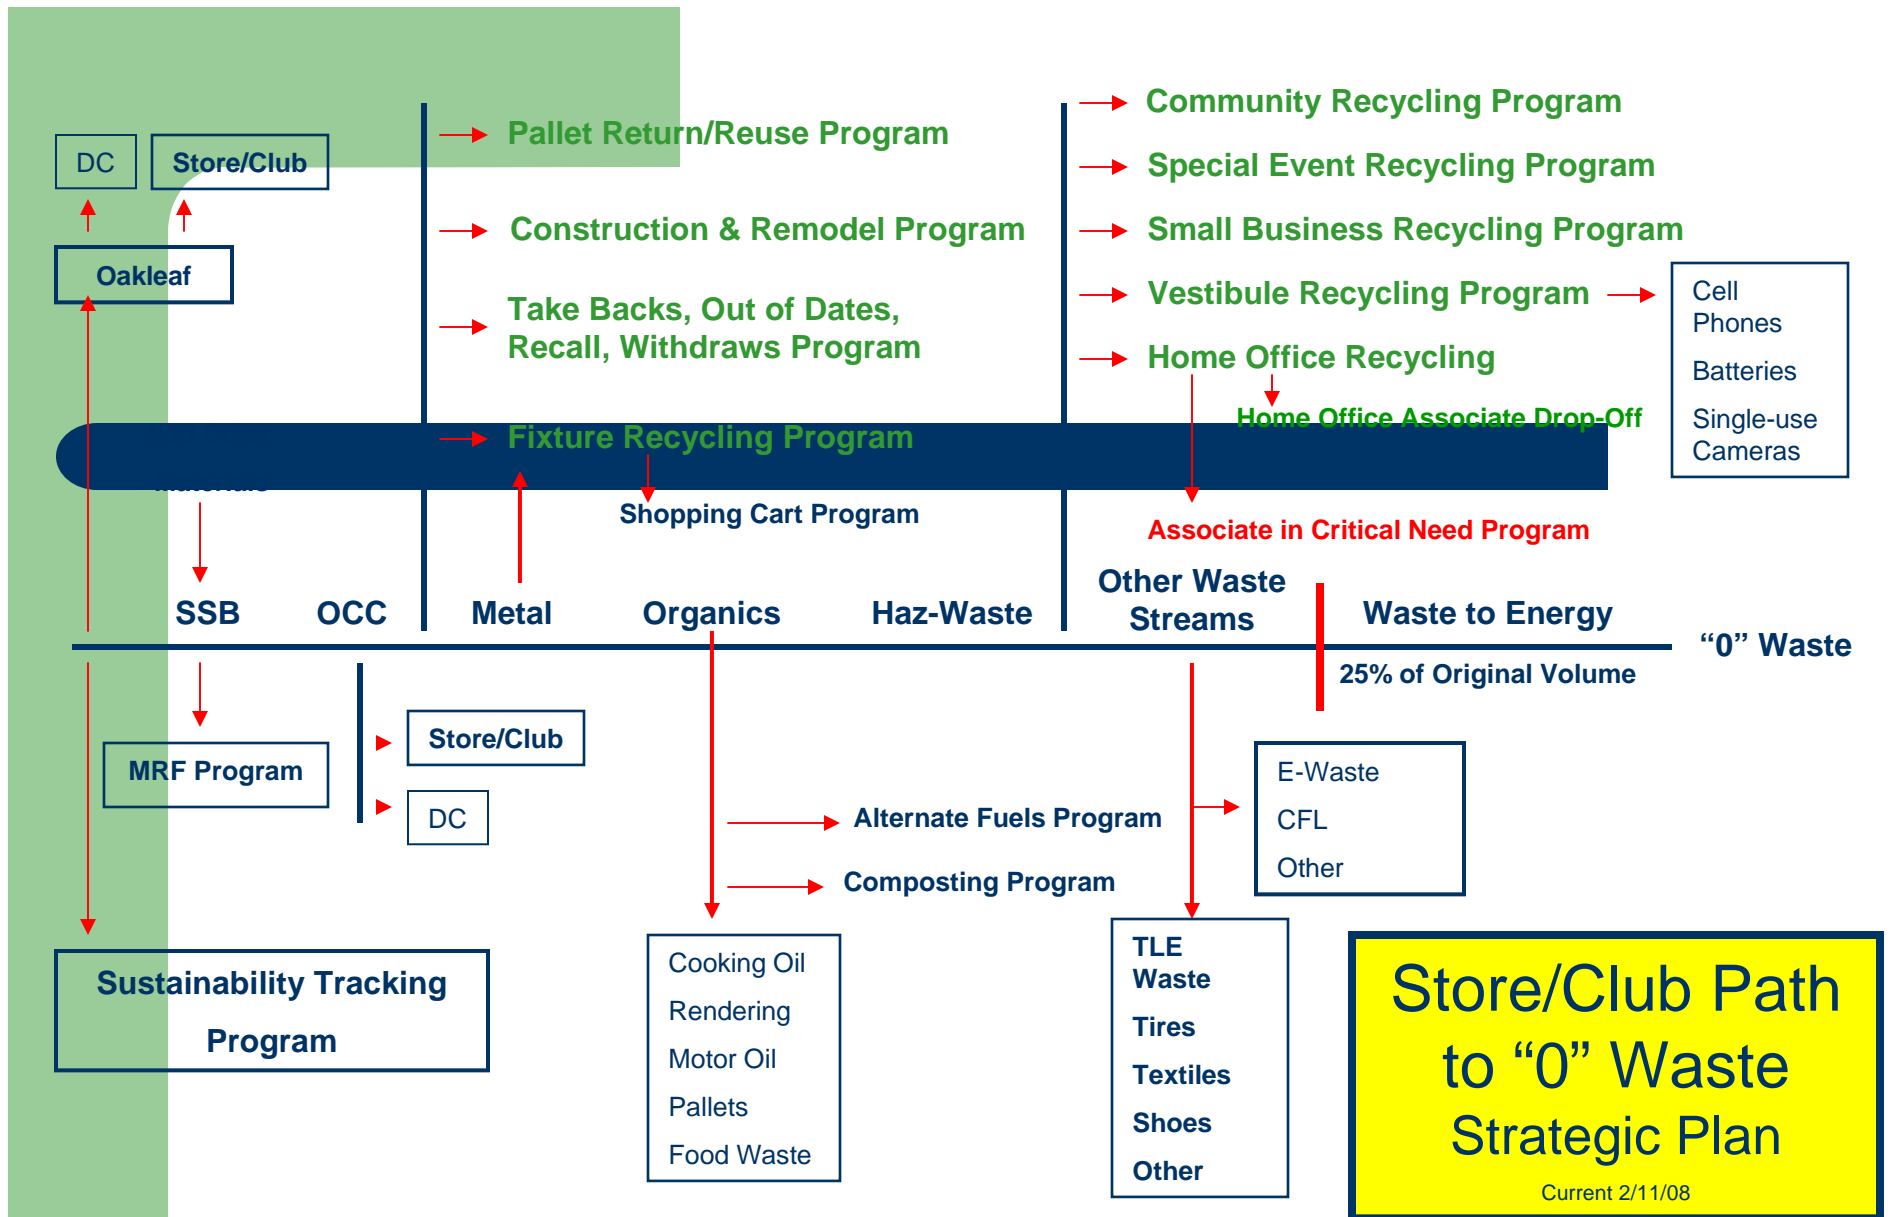 DC
Store/Club
Oakleaf
Pallet Return/Reuse Program
Construction & Remodel Program
Take Backs, Out of Dates,
Recall, Withdraws Program
Fixture Recycling Program
Shopping Cart Program
Community Recycling Program
Special Event Recycling Program
Small Business Recycling Program
Vestibule Recycling Program
Home Office Recycling
Home Office Associate Drop-Off
Associate in Critical Need Program
Cell
Phones
Batteries
Single-use
Cameras
SSB
OCC
Metal
Organics
Haz-Waste
Other Waste
Streams
Waste to Energy
"0" Waste
25% of Original Volume
MRF Program
Store/Club
DC
Alternate Fuels Program
Composting Program
E-Waste
CFL
Other
Sustainability Tracking
Program
Cooking Oil
Rendering
Motor Oil
Pallets
Food Waste
TLE
Waste
Tires
Textiles
Shoes
Other
Store/Club Path
to "0" Waste
Strategic Plan
Current 2/11/08